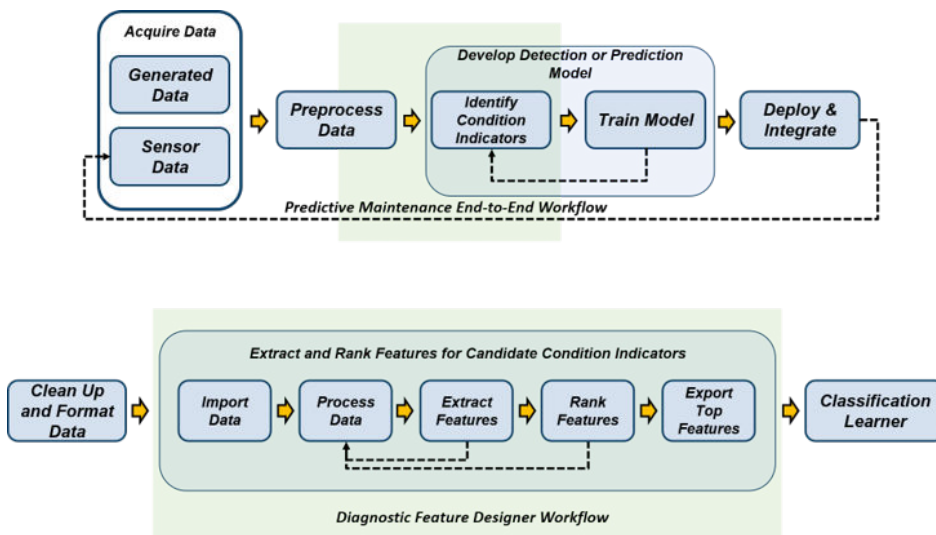 Acquire Data
Generated
Data
Sensor
Data
Preprocess
Data
Develop Detection or Prediction
Model
Identify
Condition
Indicators
Train Model
Deploy &
Integrate
Predictive Maintenance End-to-End Workflow
Extract and Rank Features for Candidate Condition Indicators
Clean Up
and Format
Data
Import
Data
Process
Data
Extract
Features
Rank
Features
Export
Top
Features
Classification
Learner
Diagnostic Feature Designer Workflow